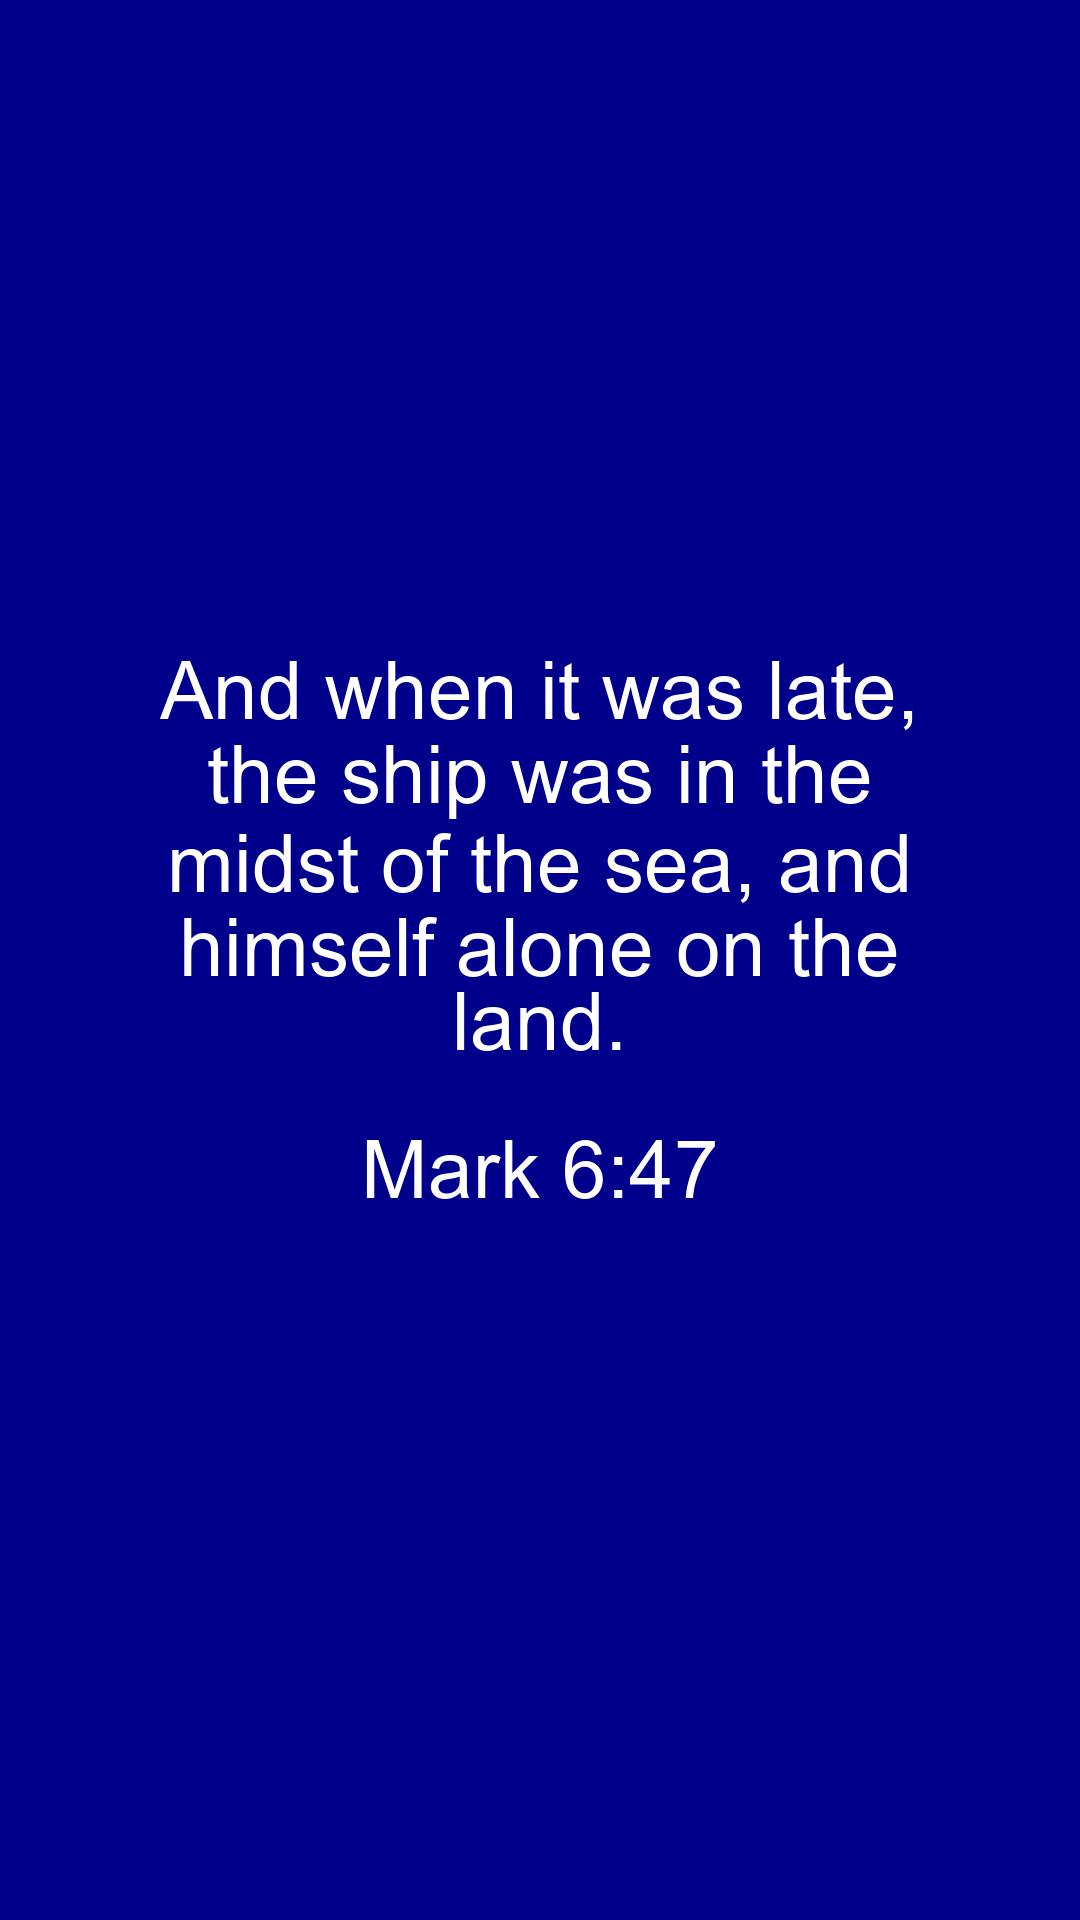 And when it was late,
the ship was in the
midst of the sea, and
himself alone on the
land.
Mark 6:47